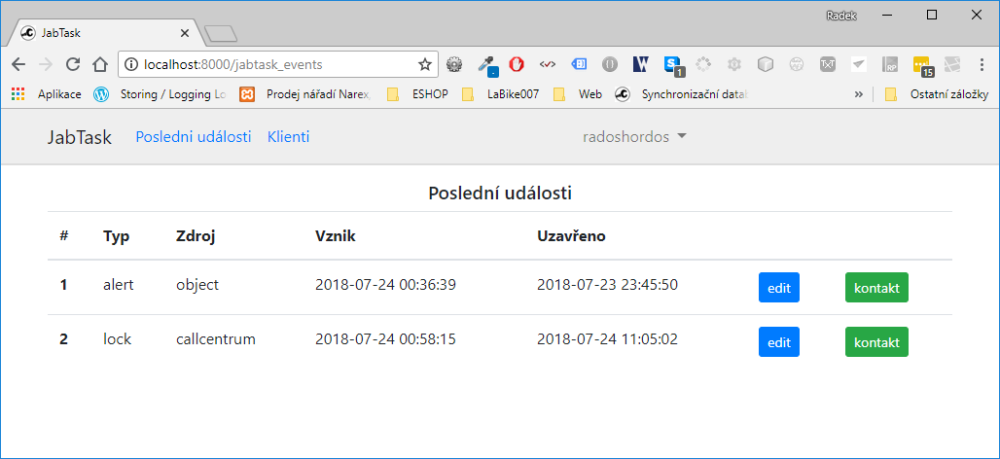 Radek
JabTask
localhost:8000/jabtask_events
Aplikace Storing / Logging Lo Prodej nářadí Narex, ESHOP LaBike007 Web Synchronizační datab » Ostatní záložky
JabTask Posledni události Klienti radoshordos
Poslední události
# Typ Zdroj Vznik Uzavřeno
1 alert object 2018-07-24 00:36:39 2018-07-23 23:45:50 edit kontakt
2 lock callcentrum 2018-07-24 00:58:15 2018-07-24 11:05:02 edit kontakt